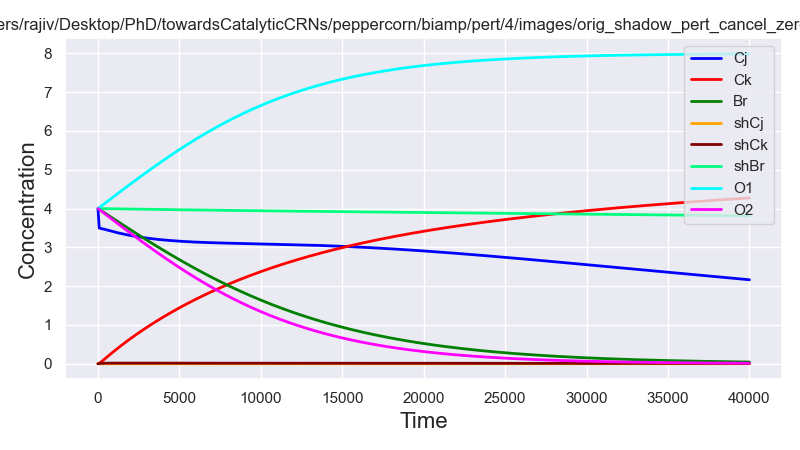 ers/rajiv/Desktop/PhD/towardsCatalyticCRNs/peppercorn/biamp/pert/4/images/orig_shadow_pert_cancel_zer
Concentration
8
7
6
5
4
3
2
1
0
Cj
Ck
Br
shCj
shCk
shBr
O1
O2
0 5000 10000 15000 20000 25000 30000 35000 40000
Time